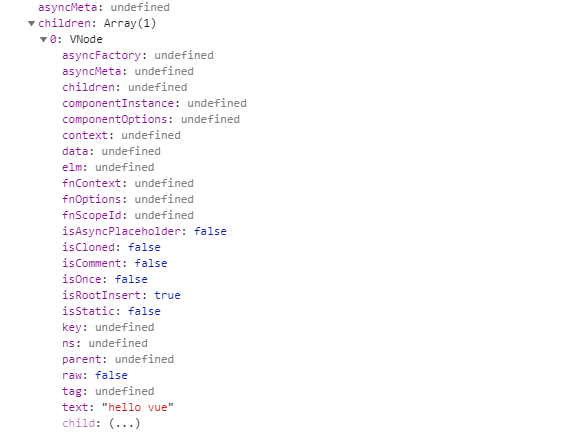 asyncMeta: undefined
children: Array(1)
0: VNode
asyncFactory: undefined
asyncMeta: undefined
children: undefined
componentInstance: undefined
componentOptions: undefined
context: undefined
data: undefined
elm: undefined
fnContext: undefined
fnOptions: undefined
fnScopeId: undefined
isAsyncPlaceholder: false
isCloned: false
isComment: false
isOnce: false
isRootInsert: true
isStatic: false
key: undefined
ns: undefined
parent: undefined
raw: false
tag: undefined
text: "hello vue"
child: (...)